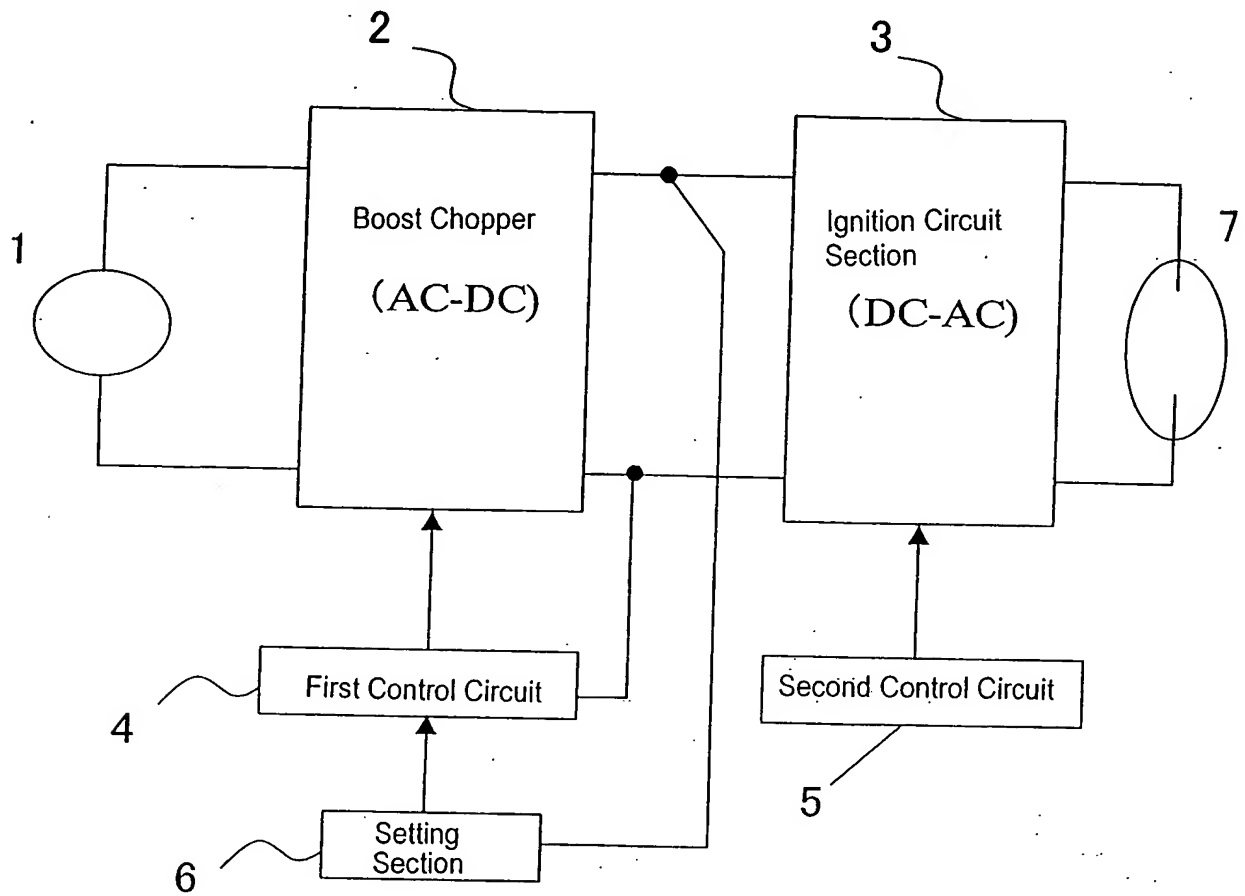 2
3
1
Boost Chopper
(AC-DC)
Ignition Circuit
Section
(DC-AC)
7
First Control Circuit
4
Second Control Circuit
5
Setting
Section
6